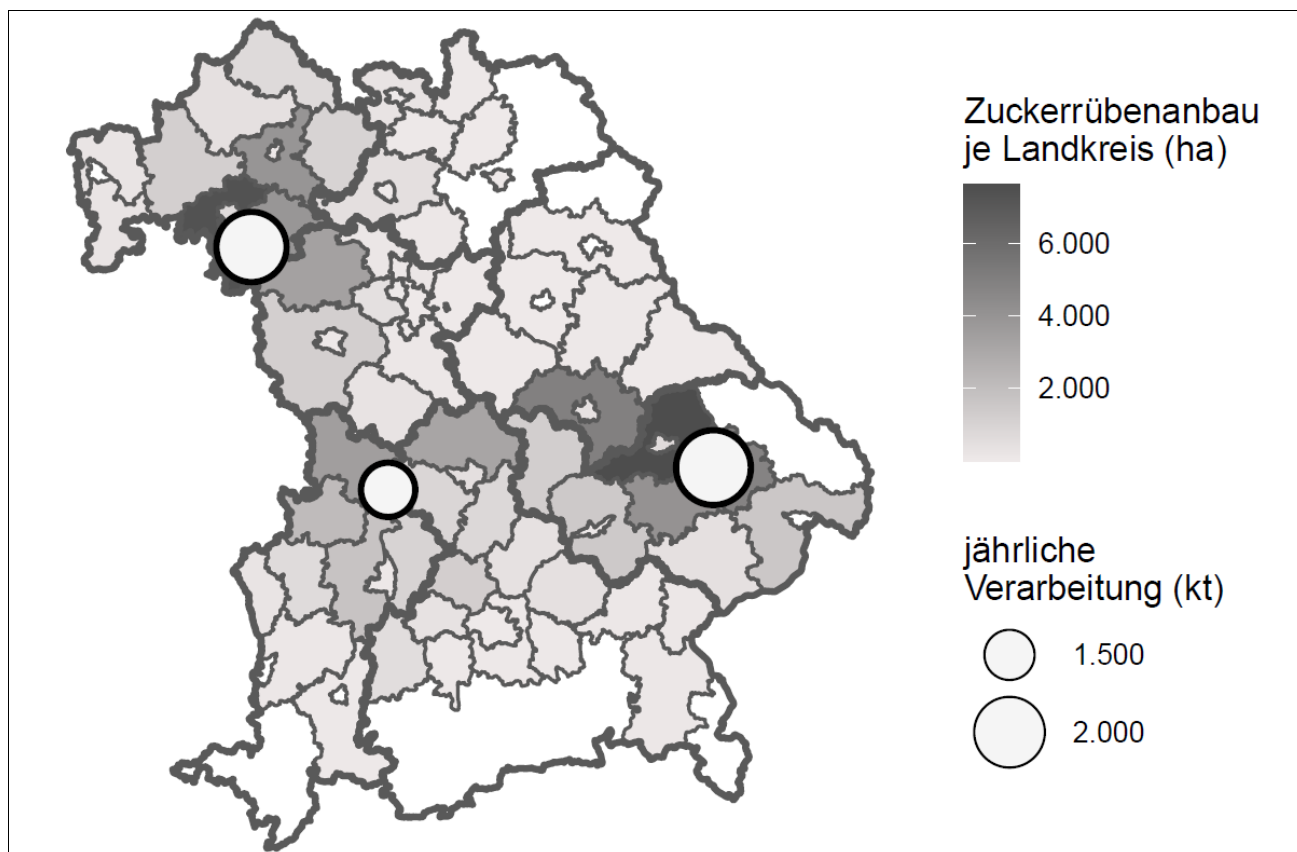 Zuckerrübenanbau
je Landkreis (ha)
6.000
4.000
2.000
jährliche
Verarbeitung (kt)
1.500
2.000